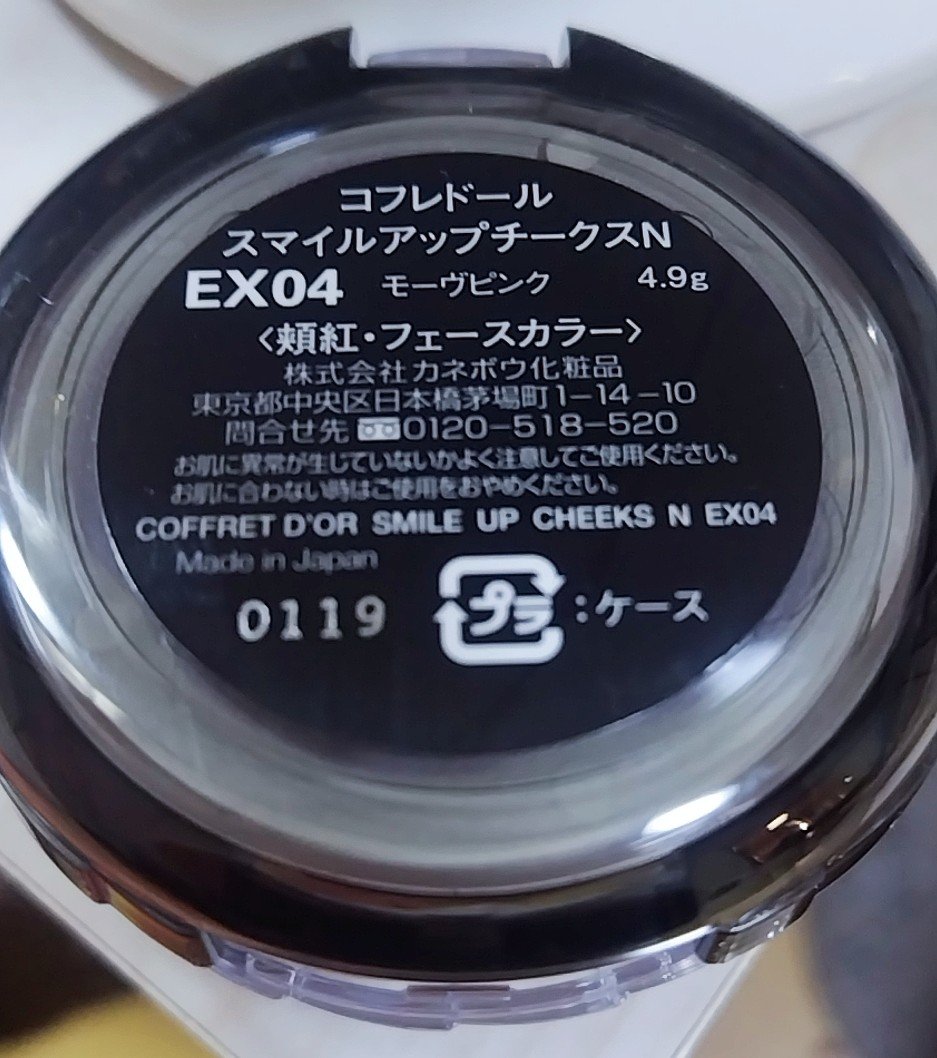 コフレドール
スマイルアップチークスN
EX04 モーヴピンク 4.9g
〈頬紅・フェースカラー〉
株式会社カネボウ化粧品
東京都中央区日本橋茅場町1-14-10
問合せ先 0120-518-520
お肌に異常が生じていないかよく注意してご使用ください。
お肌に合わない時はご使用をおやめください。
COFFRET D'OR SMILE UP CHEEKS N EX04
Made in Japan
0119 プラ :ケース